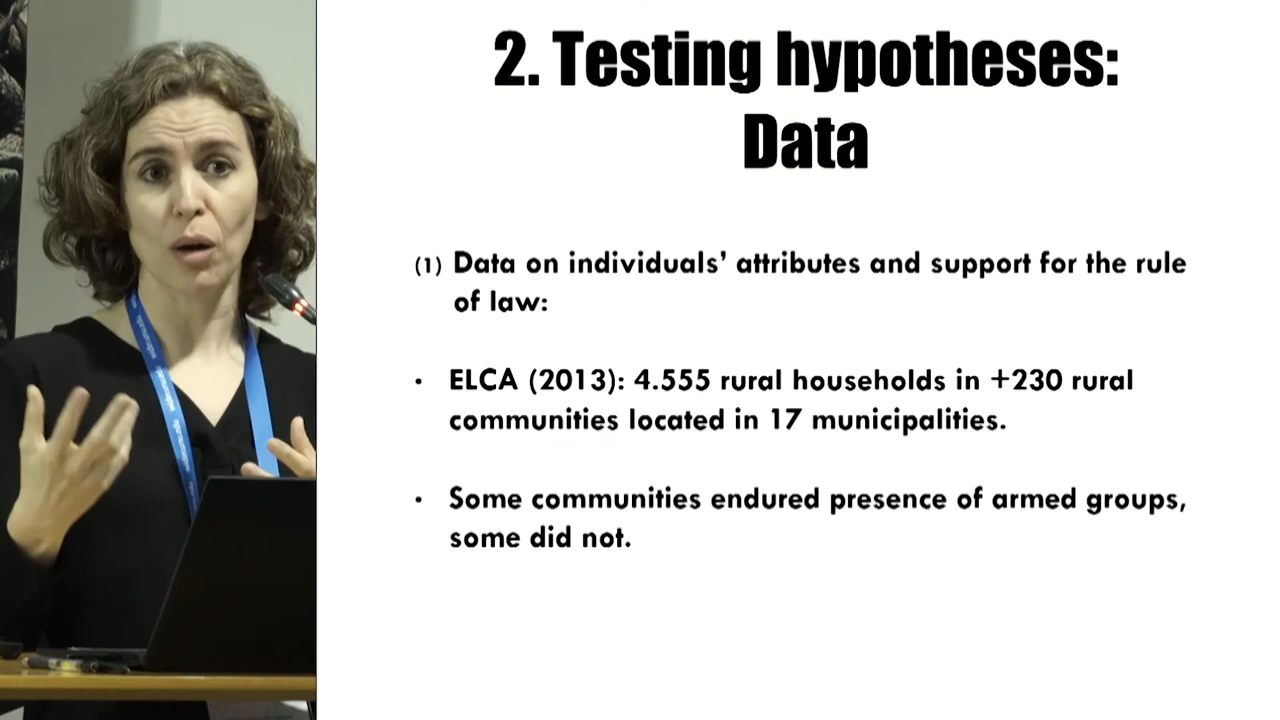 2. Testing hypotheses:
Data
(1) Data on individuals’ attributes and support for the rule
of law:
• ELCA (2013): 4.555 rural households in +230 rural
communities located in 17 municipalities.
• Some communities endured presence of armed groups,
some did not.